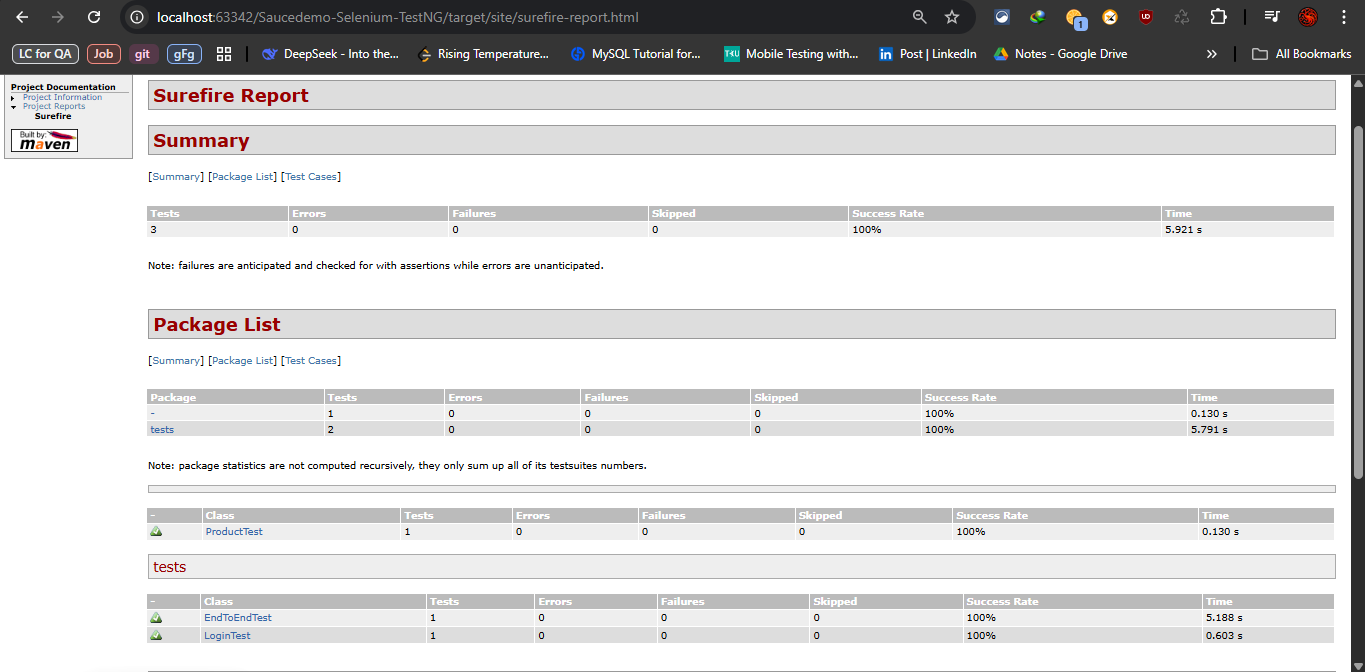 localhost:63342/Saucedemo-Selenium-TestNG/target/site/surefire-report.html
1
UD
LC for QA Job git gFg DeepSeek - Into the... Rising Temperature... MySQL Tutorial for... Mobile Testing with... Post | LinkedIn Notes - Google Drive » All Bookmarks
Project Documentation
Project Information
Project Reports
Surefire
Built by:
maven
Surefire Report
Summary
[Summary] [Package List] [Test Cases]
Tests Errors Failures Skipped Success Rate Time
3 0 0 0 100% 5.921 s
Note: failures are anticipated and checked for with assertions while errors are unanticipated.
Package List
[Summary] [Package List] [Test Cases]
Package Tests Errors Failures Skipped Success Rate Time
- 1 0 0 0 100% 0.130 s
tests 2 0 0 0 100% 5.791 s
Note: package statistics are not computed recursively, they only sum up all of its testsuites numbers.
- Class Tests Errors Failures Skipped Success Rate Time
ProductTest 1 0 0 0 100% 0.130 s
tests
- Class Tests Errors Failures Skipped Success Rate Time
EndToEndTest 1 0 0 0 100% 5.188 s
LoginTest 1 0 0 0 100% 0.603 s